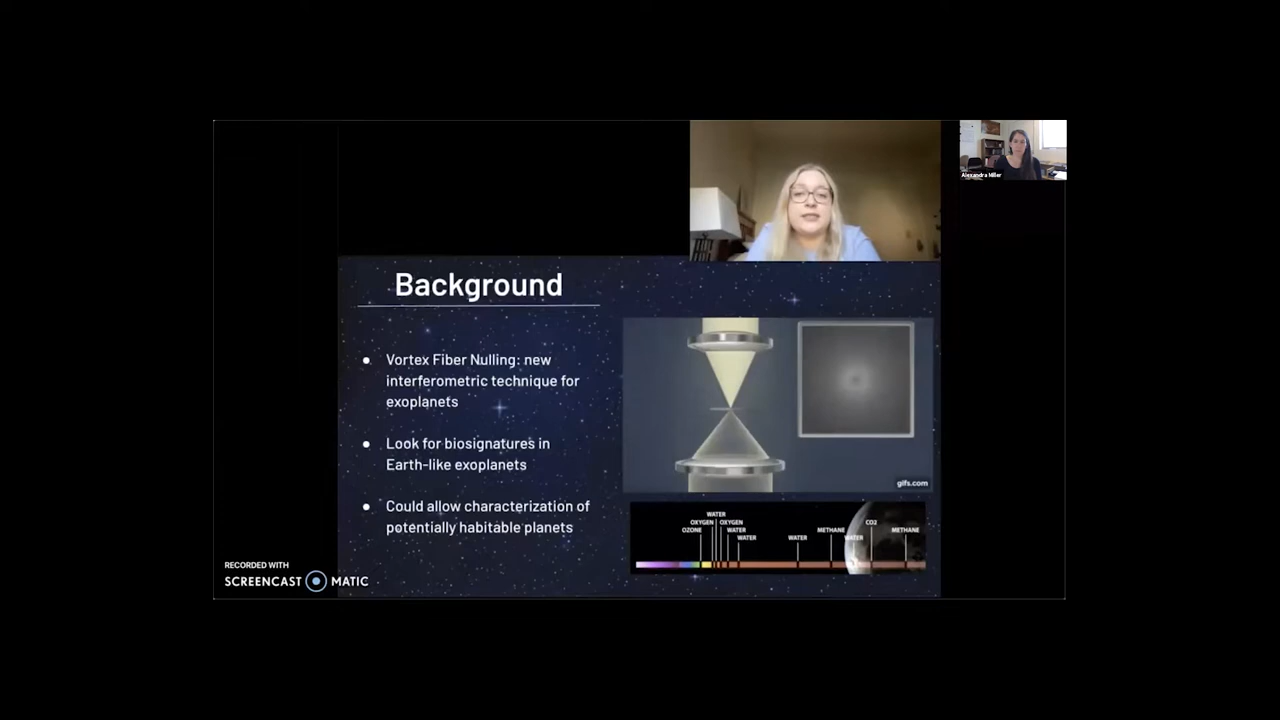 Alexandra Miller
Background
● Vortex Fiber Nulling: new
interferometric technique for
exoplanets
● Look for biosignatures in
Earth-like exoplanets
● Could allow characterization of
potentially habitable planets
gifs.com
WATER
OXYGEN OXYGEN CO2
OZONE WATER METHANE METHANE
WATER WATER WATER
RECORDED WITH
SCREENCAST MATIC